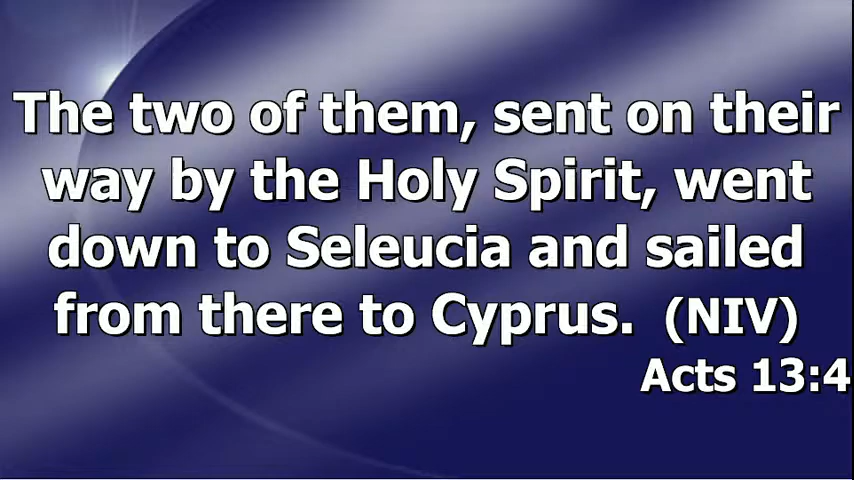 The two of them, sent on their
way by the Holy Spirit, went
down to Seleucia and sailed
from there to Cyprus. (NIV)
Acts 13:4